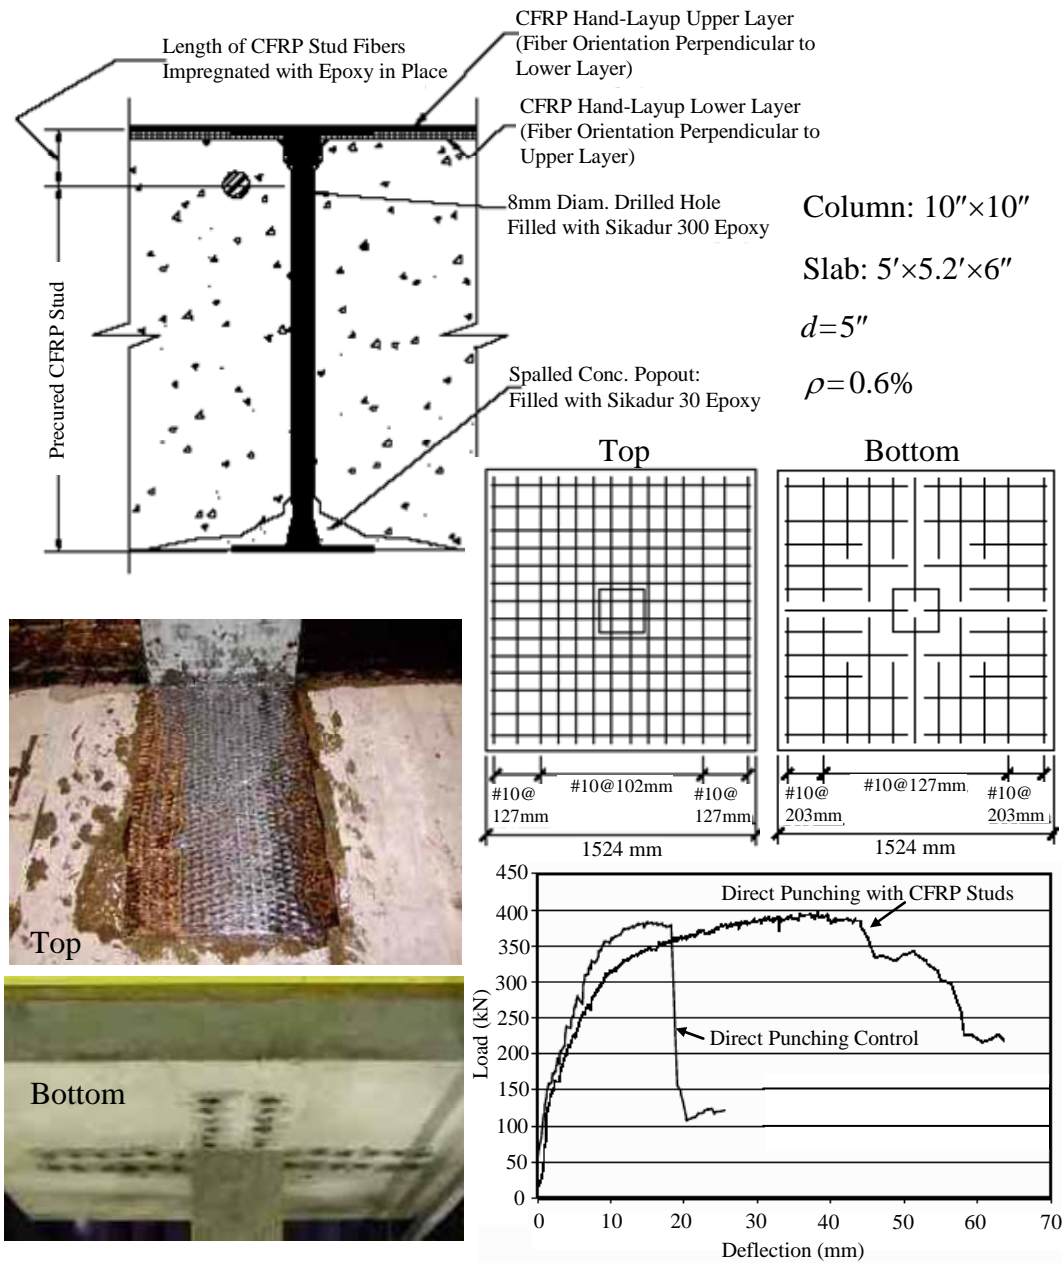 CFRP Hand-Layup Upper Layer
(Fiber Orientation Perpendicular to
Lower Layer)
Length of CFRP Stud Fibers
Impregnated with Epoxy in Place
CFRP Hand-Layup Lower Layer
(Fiber Orientation Perpendicular to
Upper Layer)
8mm Diam. Drilled Hole
Filled with Sikadur 300 Epoxy
Precured CFRP Stud
Spalled Conc. Popout:
Filled with Sikadur 30 Epoxy
Column: 10″×10″
Slab: 5′×5.2′×6″
d=5″
ρ=0.6%
Top
#10@
127mm
#10@102mm
#10@
127mm
1524 mm
Bottom
#10@
203mm
#10@127mm
#10@
203mm
1524 mm
Top
Bottom
450
400
350
300
250
200
150
100
50
0
Load (kN)
Direct Punching with CFRP Studs
Direct Punching Control
0 10 20 30 40 50 60 70
Deflection (mm)